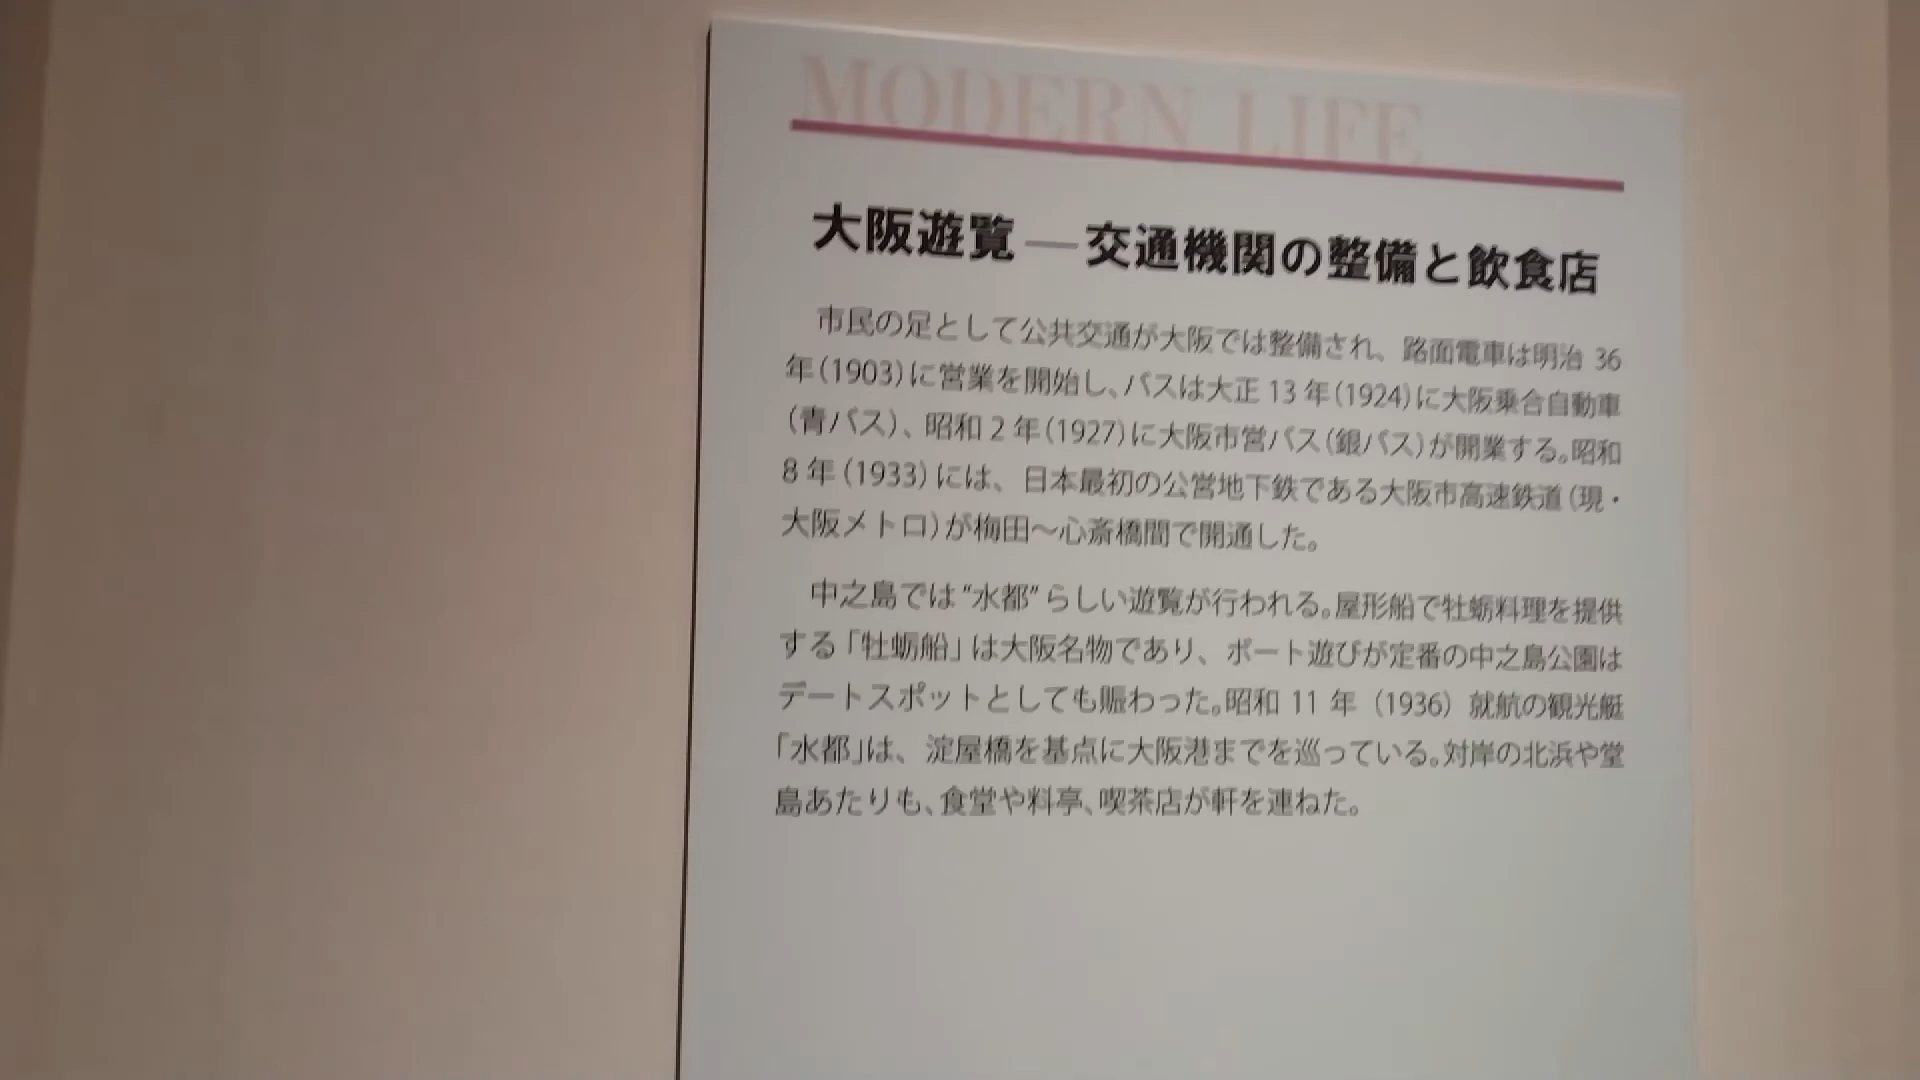 MODERN LIFE
大阪遊覧―交通機関の整備と飲食店
市民の足として公共交通が大阪では整備され、路面電車は明治 36
年(1903)に営業を開始し、バスは大正 13 年(1924)に大阪乗合自動車
(青バス)、昭和 2 年(1927)に大阪市営バス(銀バス)が開業する。昭和
8 年(1933)には、日本最初の公営地下鉄である大阪市高速鉄道(現・
大阪メトロ)が梅田～心斎橋間で開通した。
中之島では“水都”らしい遊覧が行われる。屋形船で牡蛎料理を提供
する「牡蛎船」は大阪名物であり、ボート遊びが定番の中之島公園は
デートスポットとしても賑わった。昭和 11 年（1936）就航の観光艇
「水都」は、淀屋橋を基点に大阪港までを巡っている。対岸の北浜や堂
島あたりも、食堂や料亭、喫茶店が軒を連ねた。